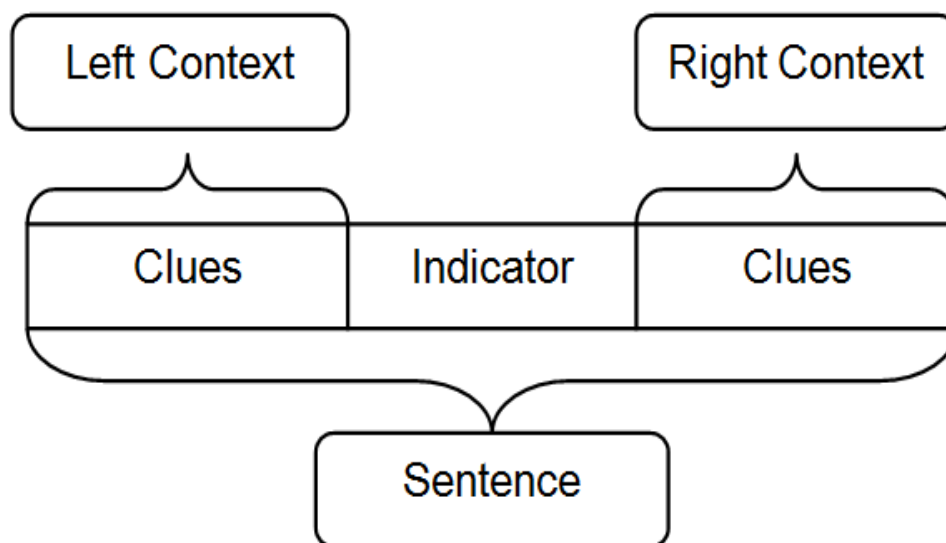 Left Context
Right Context
Clues
Indicator
Clues
Sentence